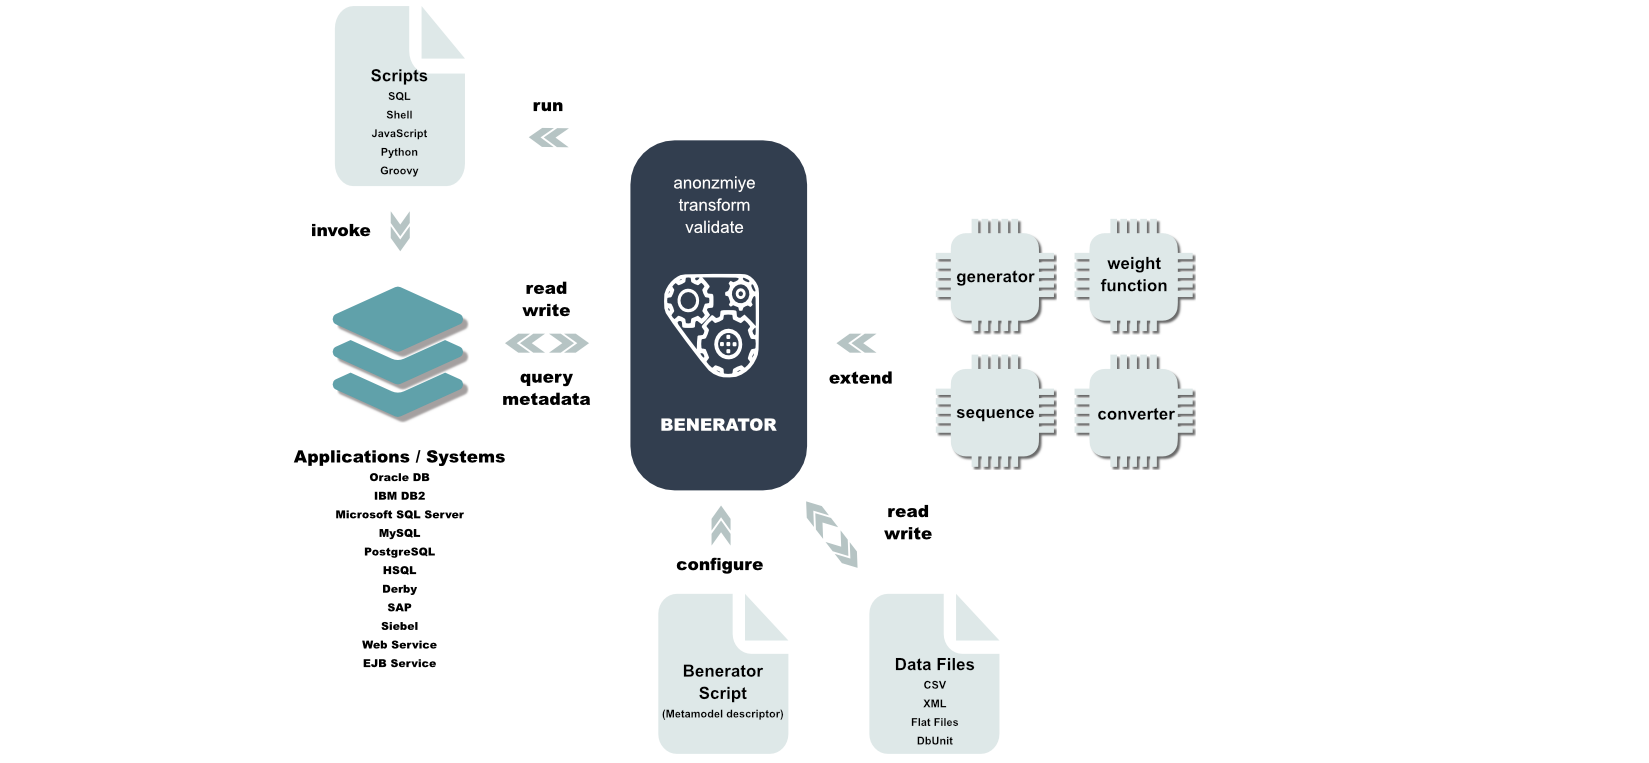 Scripts
SQL
Shell
JavaScript
Python
Groovy
run
invoke
read
write
query
metadata
Applications / Systems
Oracle DB
IBM DB2
Microsoft SQL Server
MySQL
PostgreSQL
HSQL
Derby
SAP
Siebel
Web Service
EJB Service
anonzmiye
transform
validate
BENERATOR
extend
generator
weight
function
sequence
converter
configure
read
write
Benerator
Script
(Metamodel descriptor)
Data Files
CSV
XML
Flat Files
DbUnit